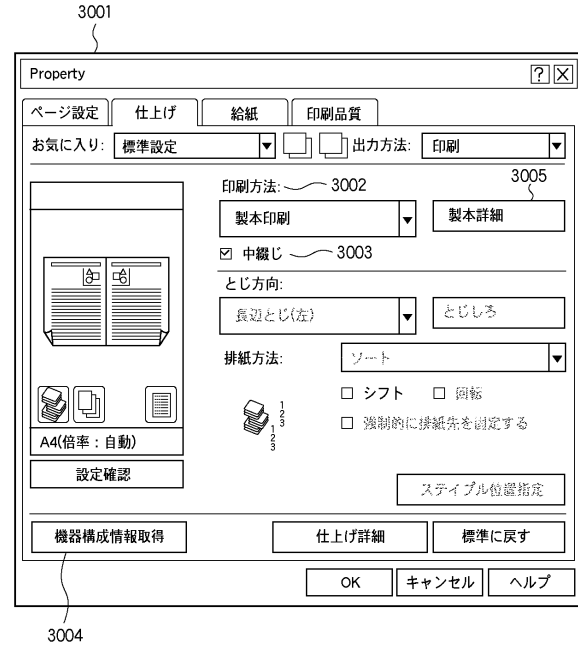 3001
Property
ページ設定 仕上げ 給紙 印刷品質
お気に入り: 標準設定 出力方法: 印刷
印刷方法: 3002 3005
製本印刷 製本詳細
中綴じ 3003
とじ方向:
長辺とじ(左) とじしろ
排紙方法: ソート
シフト 回転
強制的に排紙先を固定する
1
2
3
1
2
3
A4(倍率：自動)
設定確認
ステイプル位置指定
機器構成情報取得 仕上げ詳細 標準に戻す
OK キャンセル ヘルプ
3004